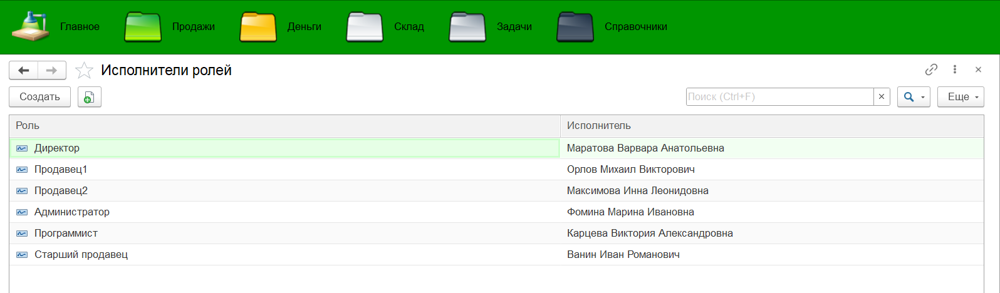 Главное Продажи Деньги Склад Задачи Справочники
Исполнители ролей
Создать Поиск (Ctrl+F) Еще
Роль Исполнитель
Директор Маратова Варвара Анатольевна
Продавец1 Орлов Михаил Викторович
Продавец2 Максимова Инна Леонидовна
Администратор Фомина Марина Ивановна
Программист Карцева Виктория Александровна
Старший продавец Ванин Иван Романович